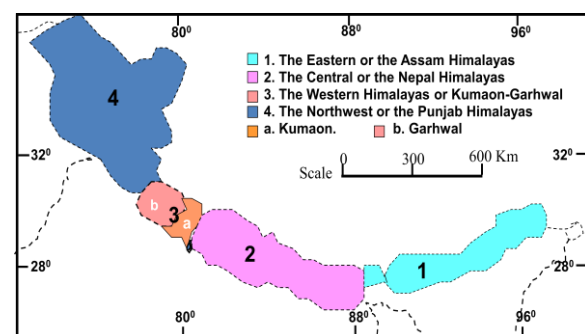 80⁰ 88⁰ 96⁰
1. The Eastern or the Assam Himalayas
2. The Central or the Nepal Himalayas
3. The Western Himalayas or Kumaon-Garhwal
4. The Northwest or the Punjab Himalayas
a. Kumaon. b. Garhwal
4
32⁰ 32⁰
0 300 600 Km
Scale
b
3
a
2
1
28⁰ 28⁰
80⁰ 88⁰ 96⁰